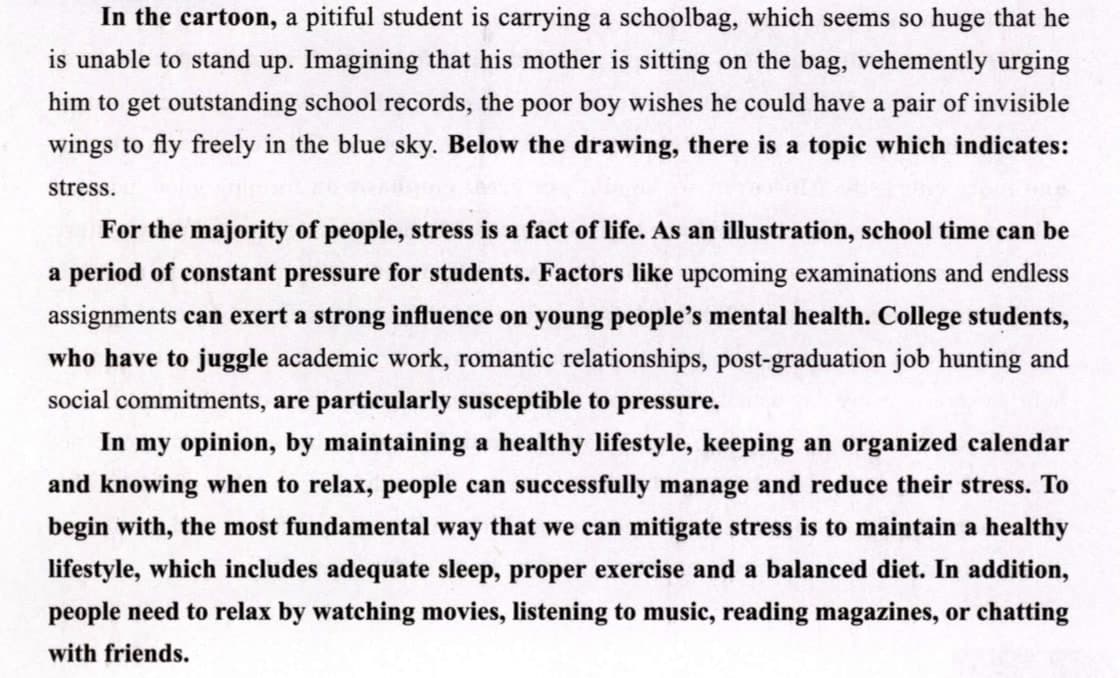 In the cartoon, a pitiful student is carrying a schoolbag, which seems so huge that he
is unable to stand up. Imagining that his mother is sitting on the bag, vehemently urging
him to get outstanding school records, the poor boy wishes he could have a pair of invisible
wings to fly freely in the blue sky. Below the drawing, there is a topic which indicates:
stress.
For the majority of people, stress is a fact of life. As an illustration, school time can be
a period of constant pressure for students. Factors like upcoming examinations and endless
assignments can exert a strong influence on young people's mental health. College students,
who have to juggle academic work, romantic relationships, post-graduation job hunting and
social commitments, are particularly susceptible to pressure.
In my opinion, by maintaining a healthy lifestyle, keeping an organized calendar
and knowing when to relax, people can successfully manage and reduce their stress. To
begin with, the most fundamental way that we can mitigate stress is to maintain a healthy
lifestyle, which includes adequate sleep, proper exercise and a balanced diet. In addition,
people need to relax by watching movies, listening to music, reading magazines, or chatting
with friends.